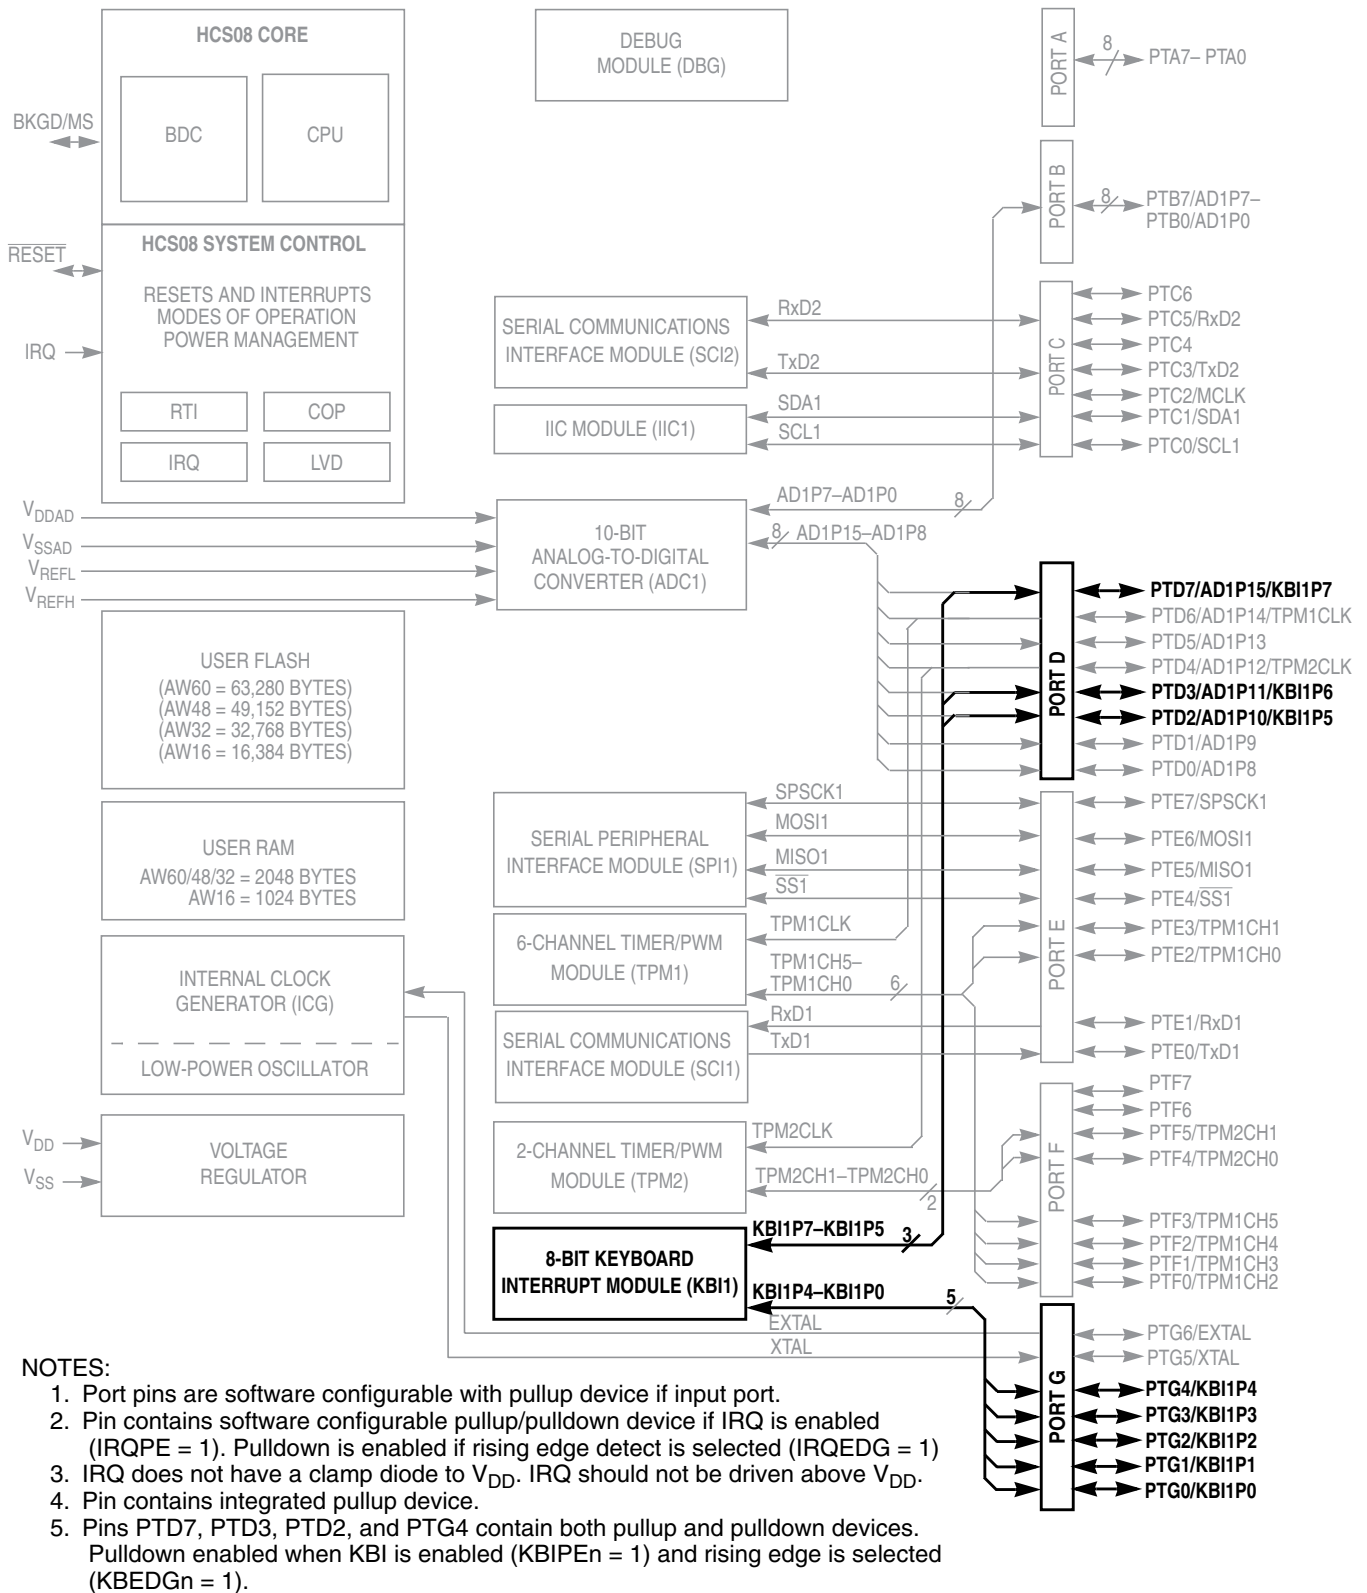 HCS08 CORE
BDC
CPU
BKGD/MS
HCS08 SYSTEM CONTROL
RESET
RESETS AND INTERRUPTS
MODES OF OPERATION
POWER MANAGEMENT
IRQ
RTI
COP
IRQ
LVD
VDDAD
VSSAD
VREFL
VREFH
USER FLASH
(AW60 = 63,280 BYTES)
(AW48 = 49,152 BYTES)
(AW32 = 32,768 BYTES)
(AW16 = 16,384 BYTES)
USER RAM
AW60/48/32 = 2048 BYTES
AW16 = 1024 BYTES
INTERNAL CLOCK
GENERATOR (ICG)
LOW-POWER OSCILLATOR
VDD
VSS
VOLTAGE
REGULATOR
DEBUG
MODULE (DBG)
SERIAL COMMUNICATIONS
INTERFACE MODULE (SCI2)
RxD2
TxD2
IIC MODULE (IIC1)
SDA1
SCL1
10-BIT
ANALOG-TO-DIGITAL
CONVERTER (ADC1)
AD1P7–AD1P0
8
8
AD1P15–AD1P8
SERIAL PERIPHERAL
INTERFACE MODULE (SPI1)
SPSCK1
MOSI1
MISO1
SS1
6-CHANNEL TIMER/PWM
MODULE (TPM1)
TPM1CLK
TPM1CH5–
TPM1CH0
6
SERIAL COMMUNICATIONS
INTERFACE MODULE (SCI1)
RxD1
TxD1
2-CHANNEL TIMER/PWM
MODULE (TPM2)
TPM2CLK
TPM2CH1–TPM2CH0
2
8-BIT KEYBOARD
INTERRUPT MODULE (KBI1)
KBI1P7–KBI1P5
3
KBI1P4–KBI1P0
5
EXTAL
XTAL
PORT A
8
PTA7– PTA0
PORT B
8
PTB7/AD1P7–
PTB0/AD1P0
PORT C
PTC6
PTC5/RxD2
PTC4
PTC3/TxD2
PTC2/MCLK
PTC1/SDA1
PTC0/SCL1
PORT D
PTD7/AD1P15/KBI1P7
PTD6/AD1P14/TPM1CLK
PTD5/AD1P13
PTD4/AD1P12/TPM2CLK
PTD3/AD1P11/KBI1P6
PTD2/AD1P10/KBI1P5
PTD1/AD1P9
PTD0/AD1P8
PORT E
PTE7/SPSCK1
PTE6/MOSI1
PTE5/MISO1
PTE4/SS1
PTE3/TPM1CH1
PTE2/TPM1CH0
PTE1/RxD1
PTE0/TxD1
PORT F
PTF7
PTF6
PTF5/TPM2CH1
PTF4/TPM2CH0
PTF3/TPM1CH5
PTF2/TPM1CH4
PTF1/TPM1CH3
PTF0/TPM1CH2
PORT G
PTG6/EXTAL
PTG5/XTAL
PTG4/KBI1P4
PTG3/KBI1P3
PTG2/KBI1P2
PTG1/KBI1P1
PTG0/KBI1P0
NOTES:
1. Port pins are software configurable with pullup device if input port.
2. Pin contains software configurable pullup/pulldown device if IRQ is enabled
(IRQPE = 1). Pulldown is enabled if rising edge detect is selected (IRQEDG = 1)
3. IRQ does not have a clamp diode to VDD. IRQ should not be driven above VDD.
4. Pin contains integrated pullup device.
5. Pins PTD7, PTD3, PTD2, and PTG4 contain both pullup and pulldown devices.
Pulldown enabled when KBI is enabled (KBIPEn = 1) and rising edge is selected
(KBEDGn = 1).